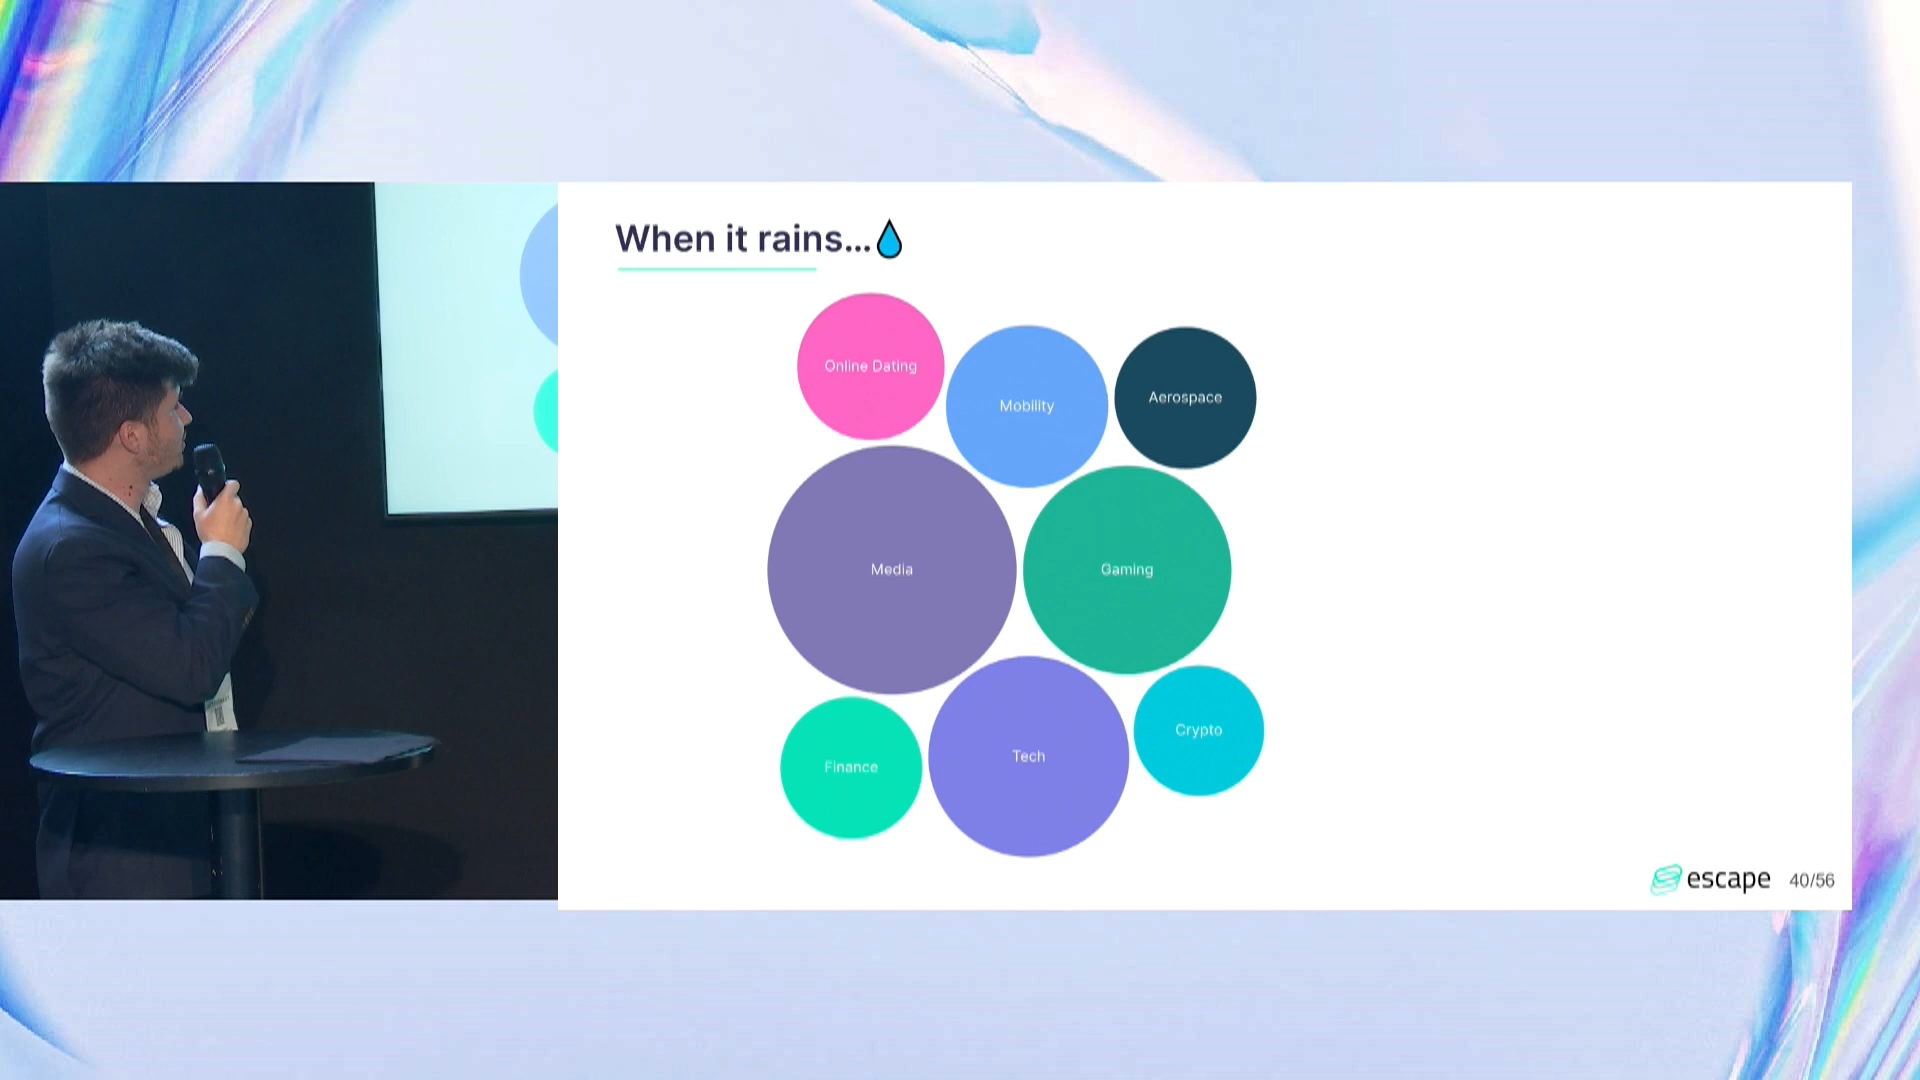 When it rains...
Online Dating
Mobility
Aerospace
Media
Gaming
Finance
Tech
Crypto
escape 40/56